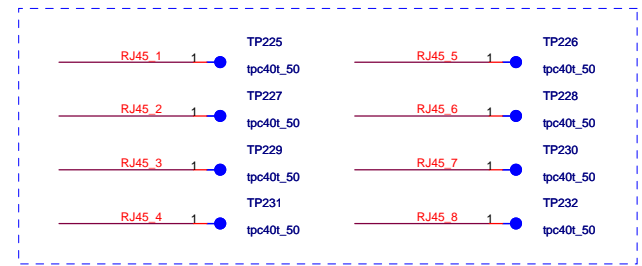 TP225 TP226
RJ45_1 1 RJ45_5 1
tpc40t_50 tpc40t_50
TP227 TP228
RJ45_2 1 RJ45_6 1
tpc40t_50 tpc40t_50
TP229 TP230
RJ45_3 1 RJ45_7 1
tpc40t_50 tpc40t_50
TP231 TP232
RJ45_4 1 RJ45_8 1
tpc40t_50 tpc40t_50